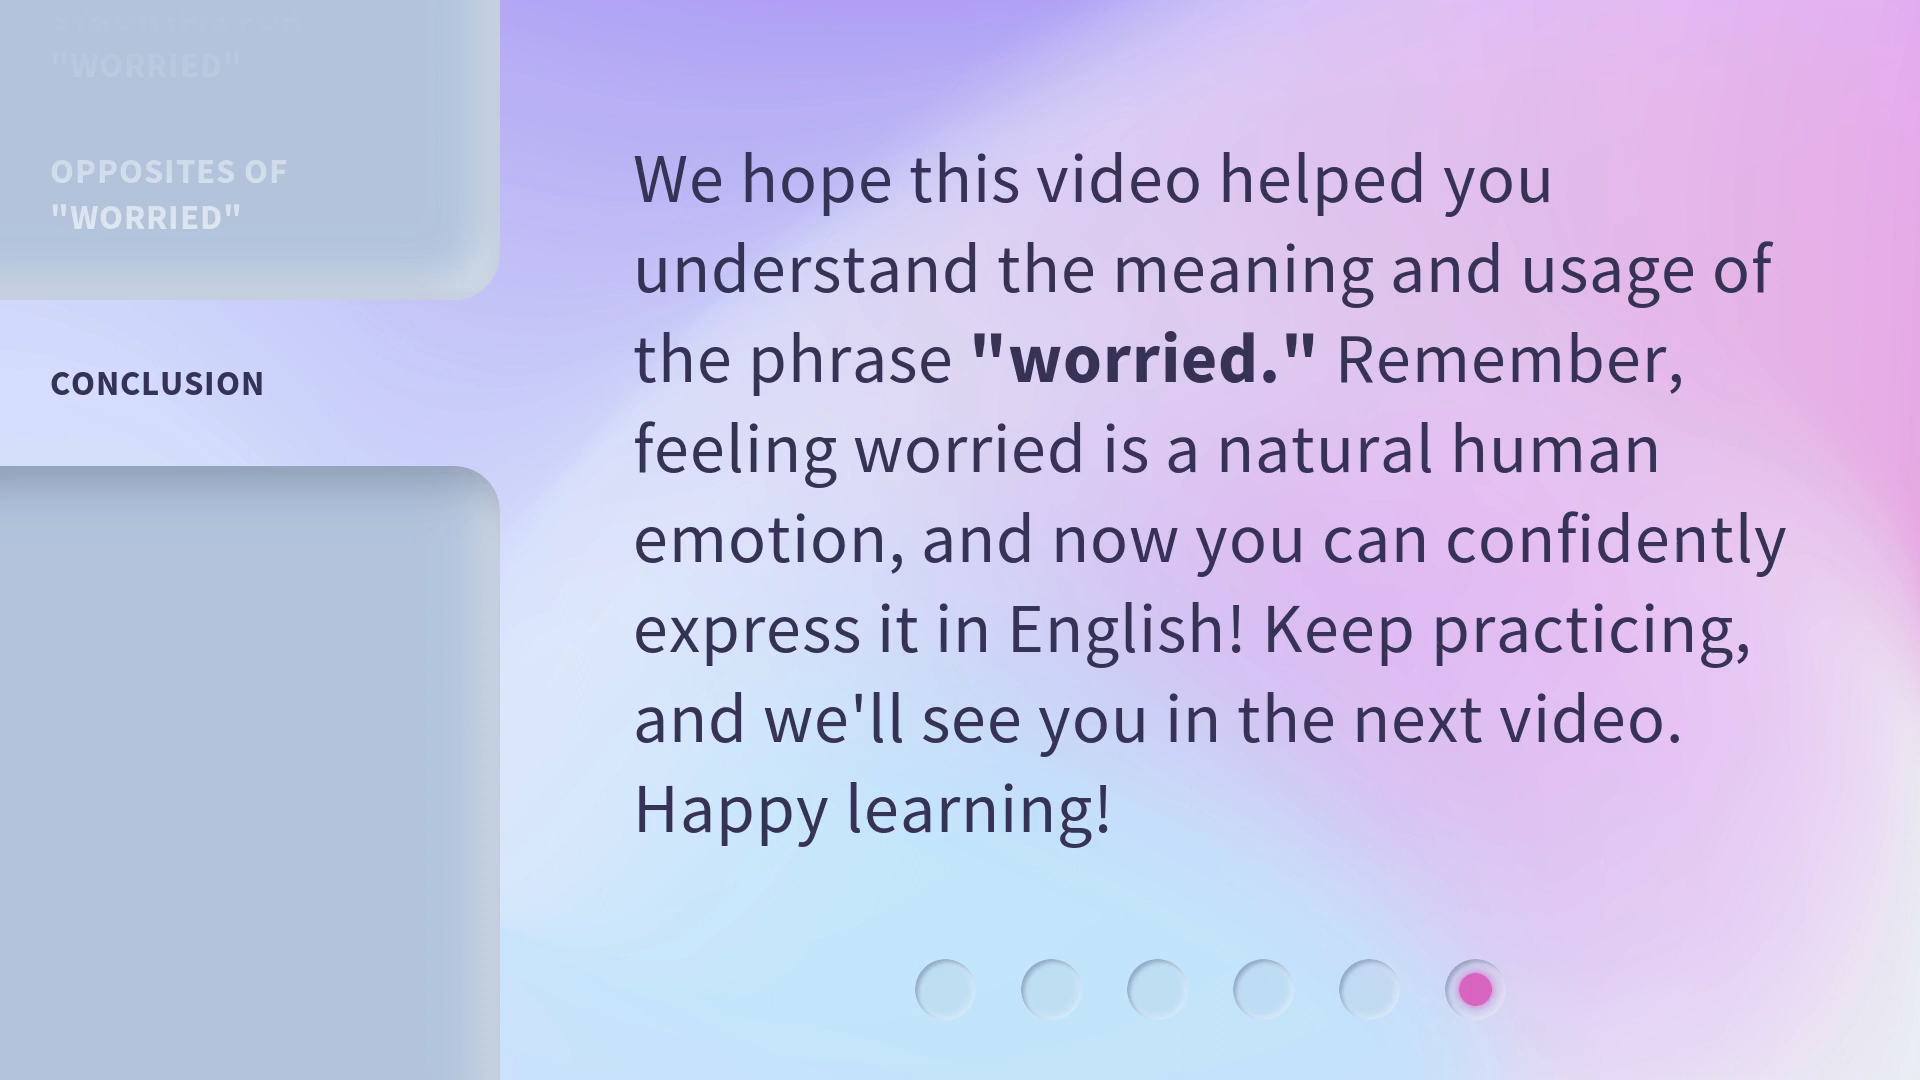 "WORRIED"
OPPOSITES OF
"WORRIED"
CONCLUSION
We hope this video helped you
understand the meaning and usage of
the phrase "worried." Remember,
feeling worried is a natural human
emotion, and now you can confidently
express it in English! Keep practicing,
and we'll see you in the next video.
Happy learning!